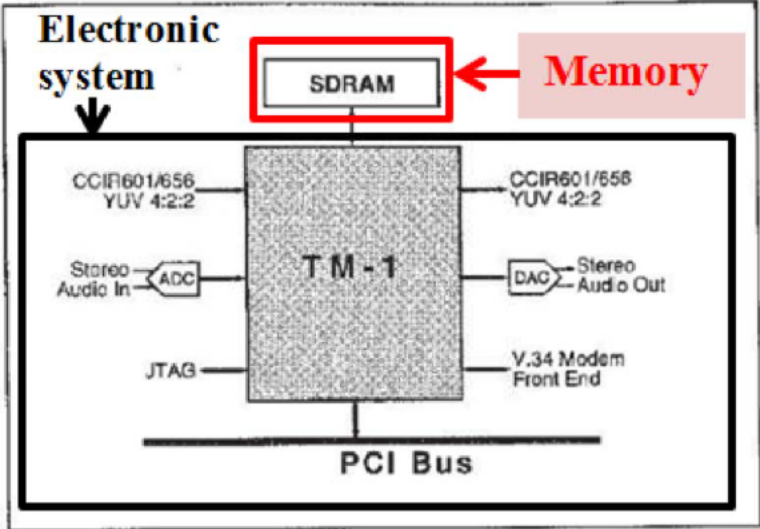 Electronic
system
SDRAM
Memory
CCIR601/656
YUV 4:2:2
CCIR601/656
YUV 4:2:2
TM-1
Stereo
Audio In
ADC
DAC
Stereo
Audio Out
JTAG
V.34 Modem
Front End
PCI Bus